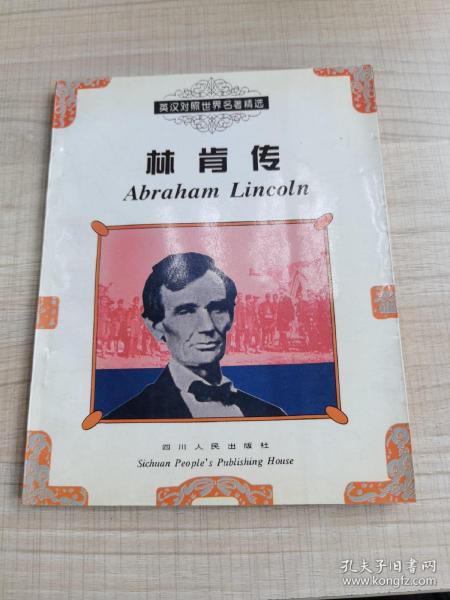 英汉对照世界名著精选
林肯传
Abraham Lincoln
四川人民出版社
Sichuan People's Publishing House
孔夫子旧书网
www.kongfz.com